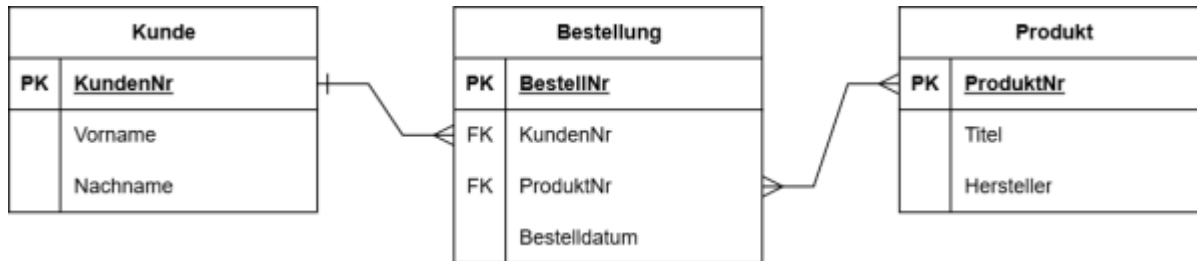 Kunde
PK KundenNr
Vorname
Nachname
Bestellung
PK BestellNr
FK KundenNr
FK ProduktNr
Bestelldatum
Produkt
PK ProduktNr
Titel
Hersteller